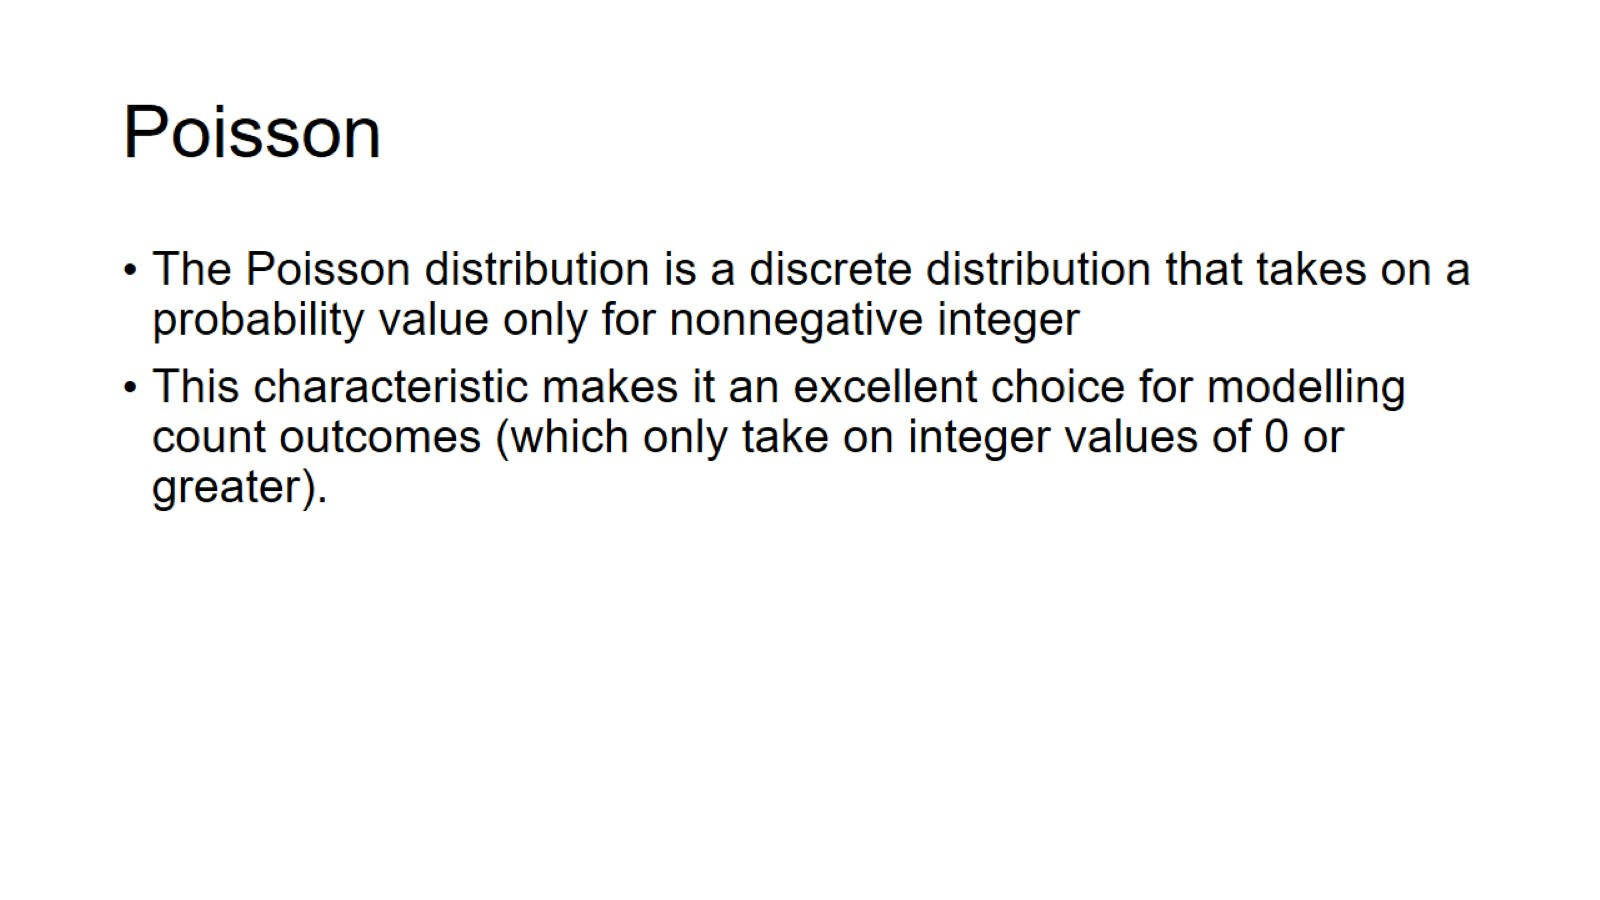 Poisson
• The Poisson distribution is a discrete distribution that takes on a
probability value only for nonnegative integer
• This characteristic makes it an excellent choice for modelling
count outcomes (which only take on integer values of 0 or
greater).